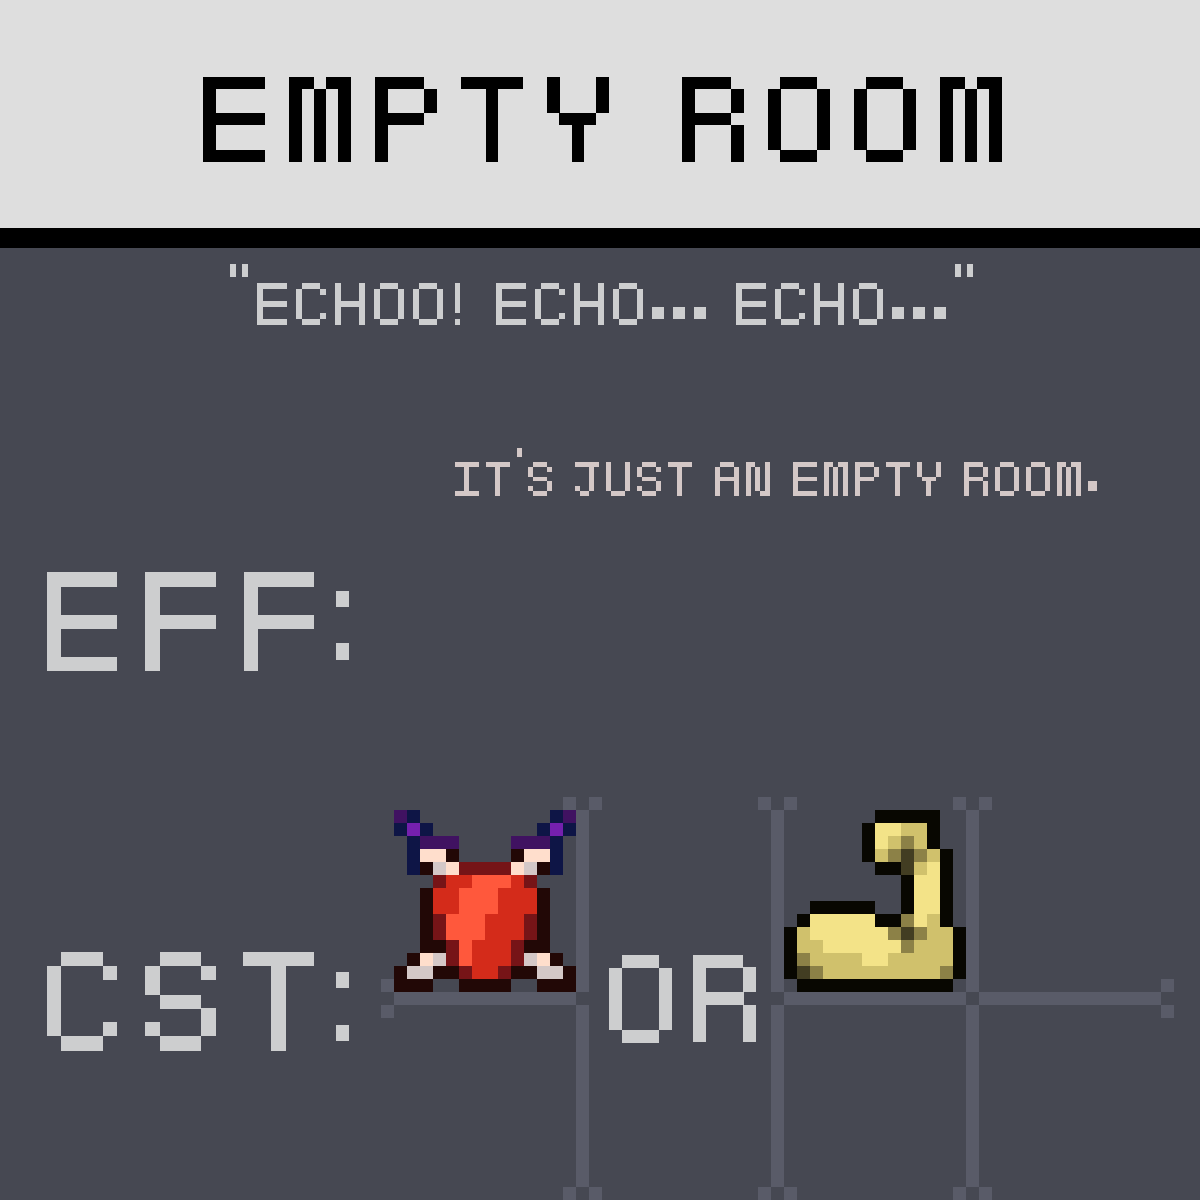 EMPTY ROOM
"ECHOO! ECHO... ECHO..."
IT'S JUST AN EMPTY ROOM.
EFF:
CST: OR